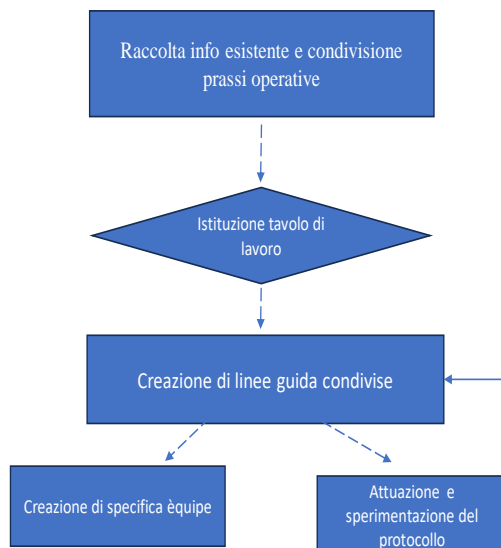 Raccolta info esistente e condivisione
prassi operative
Istituzione tavolo di
lavoro
Creazione di linee guida condivise
Creazione di specifica èquipe
Attuazione e
sperimentazione del
protocollo